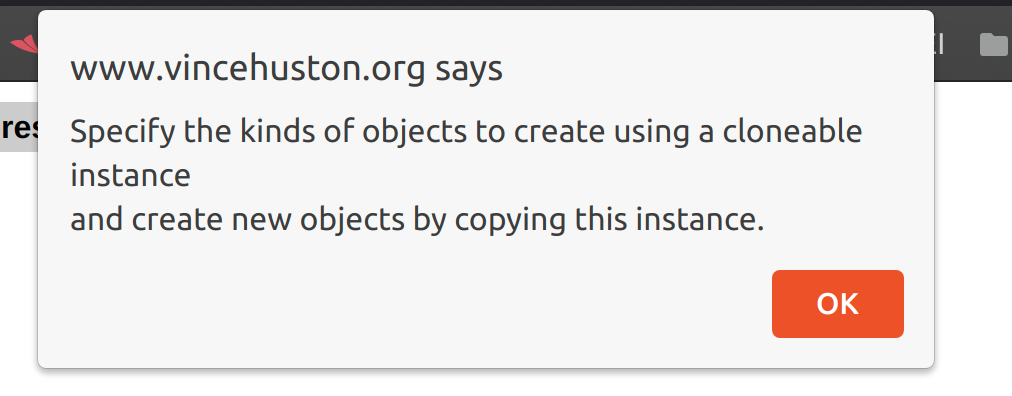 www.vincehuston.org says
Specify the kinds of objects to create using a cloneable
instance
and create new objects by copying this instance.
OK